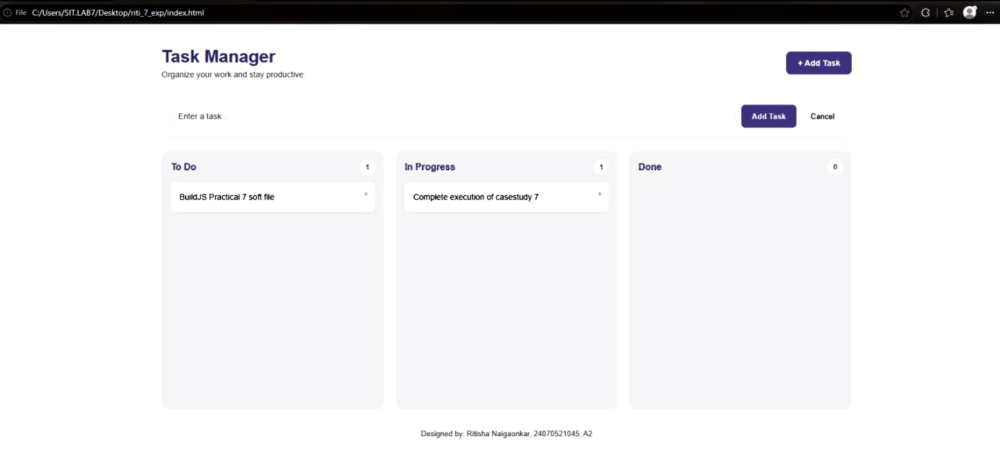 File C:/Users/SIT.LAB7/Desktop/riti_7_exp/index.html
Task Manager
Organize your work and stay productive.
+ Add Task
Enter a task...
Add Task
Cancel
To Do
1
BuildJS Practical 7 soft file
×
In Progress
1
Complete execution of casestudy 7
×
Done
0
Designed by: Ritisha Naigaonkar, 24070521045, A2